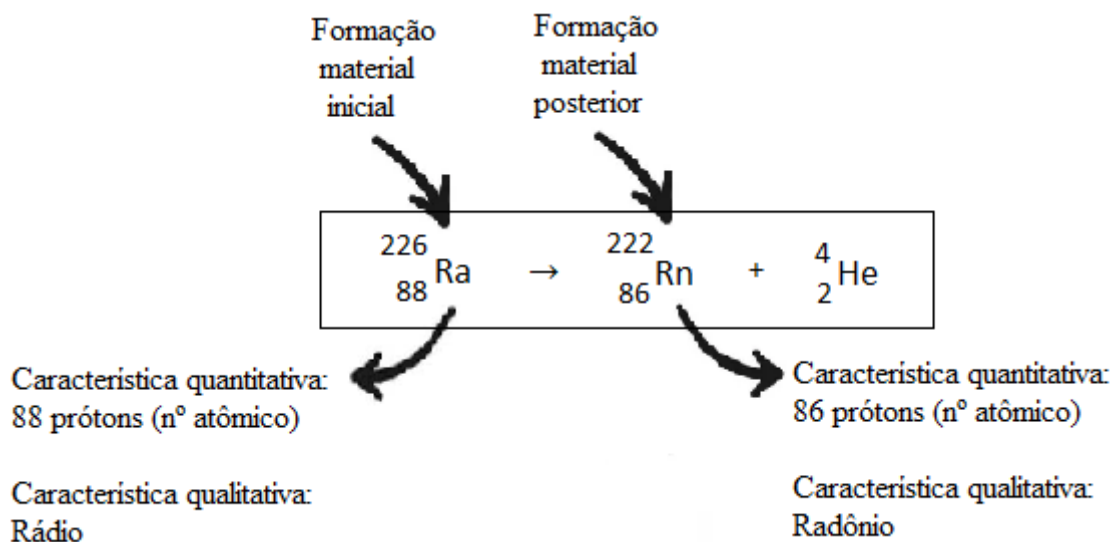 Formação
material
inicial
Formação
material
posterior
226
88 Ra → 222
86 Rn + 4
2 He
Característica quantitativa:
88 prótons (nº atômico)
Característica qualitativa:
Rádio
Característica quantitativa:
86 prótons (nº atômico)
Característica qualitativa:
Radônio